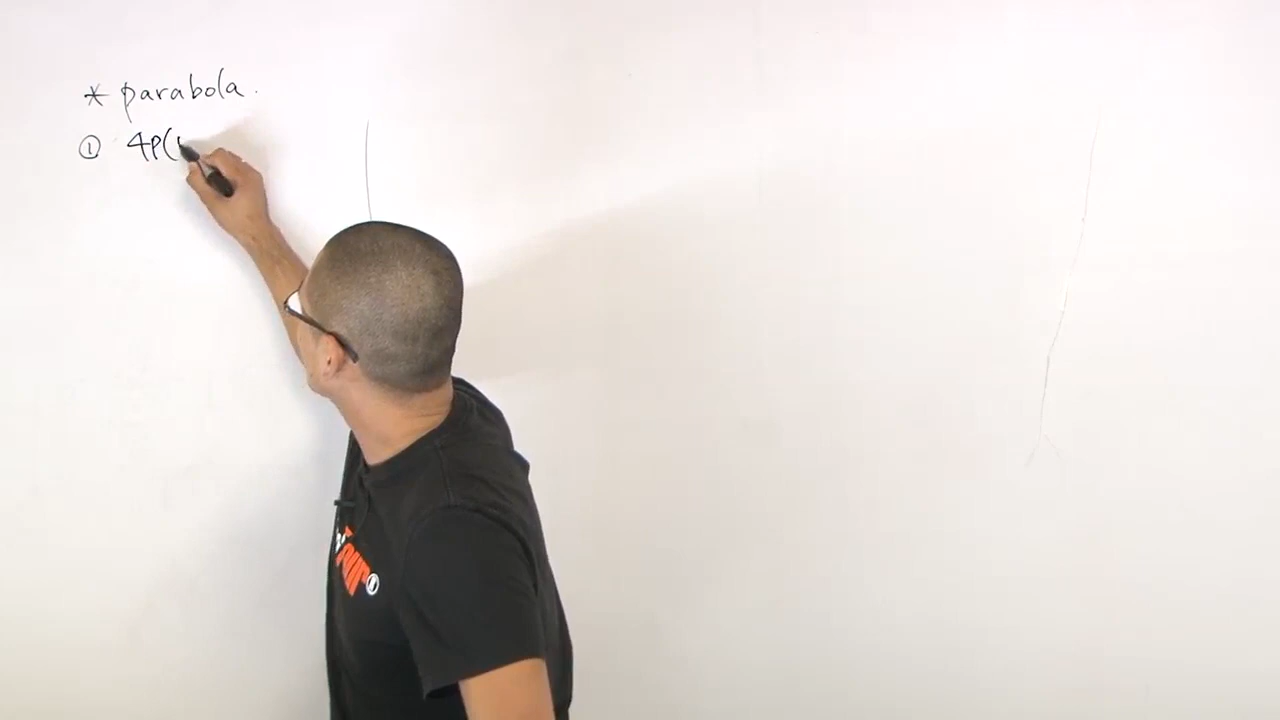 * parabola.
① 4p(